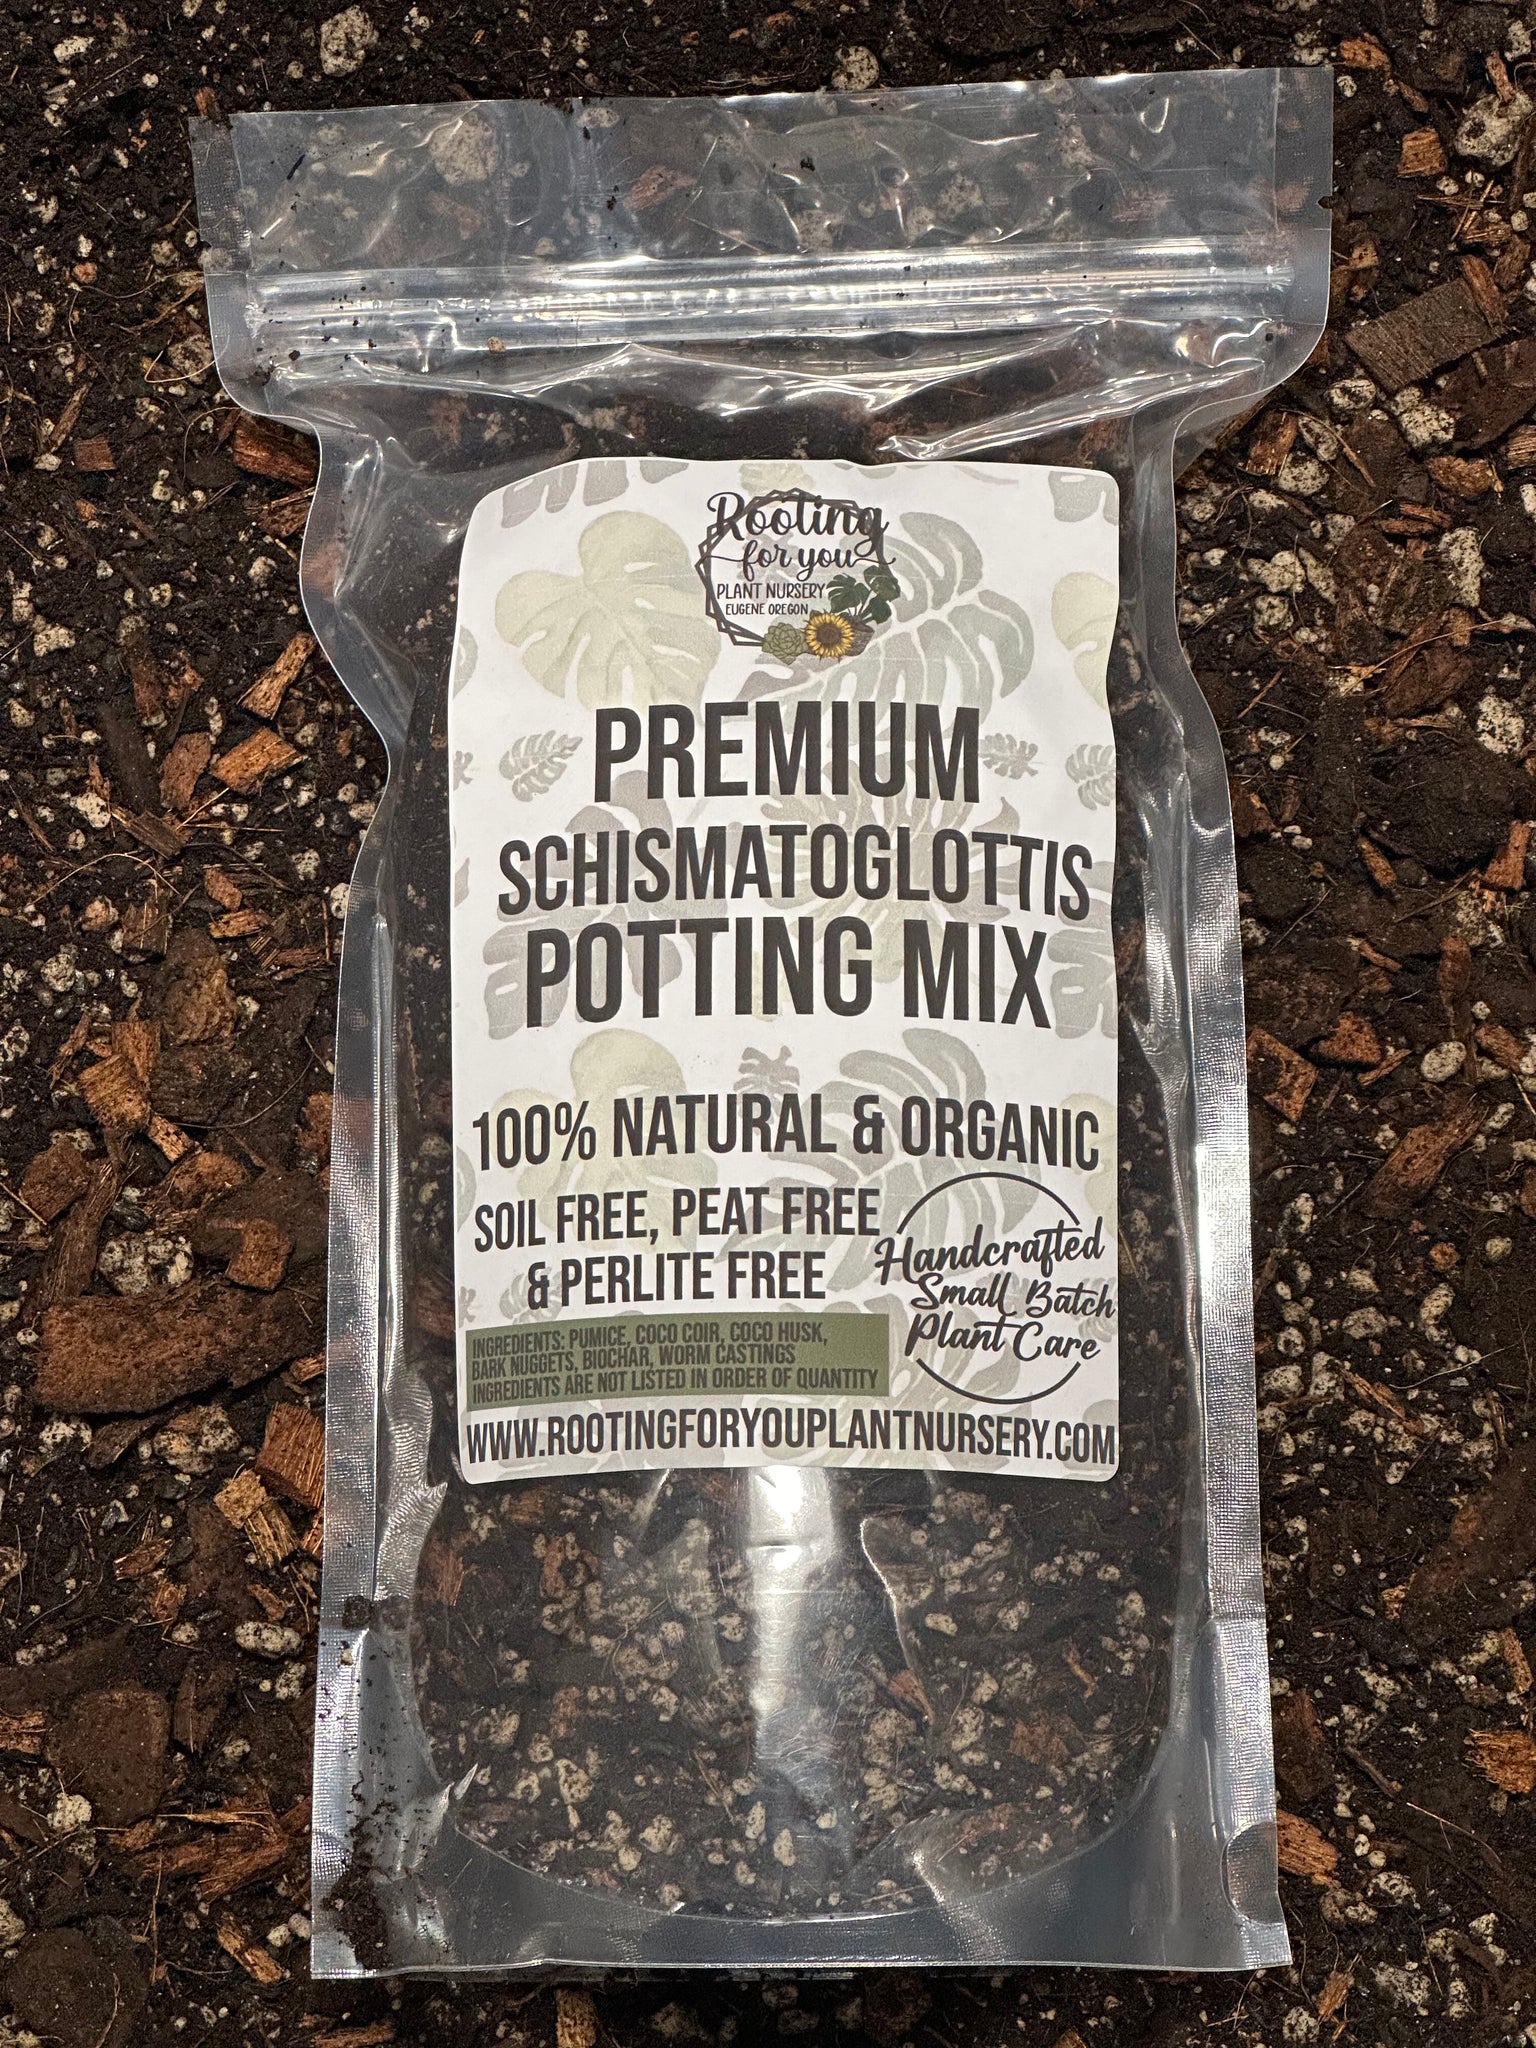 Rooting
for you
PLANT NURSERY
EUGENE OREGON
PREMIUM
SCHISMATOGLOTTIS
POTTING MIX
100% NATURAL & ORGANIC
SOIL FREE, PEAT FREE
& PERLITE FREE
Handcrafted
Small Batch
Plant Care
INGREDIENTS: PUMICE, COCO COIR, COCO HUSK,
BARK NUGGETS, BIOCHAR, WORM CASTINGS
INGREDIENTS ARE NOT LISTED IN ORDER OF QUANTITY
WWW.ROOTINGFORYOUPLANTNURSERY.COM